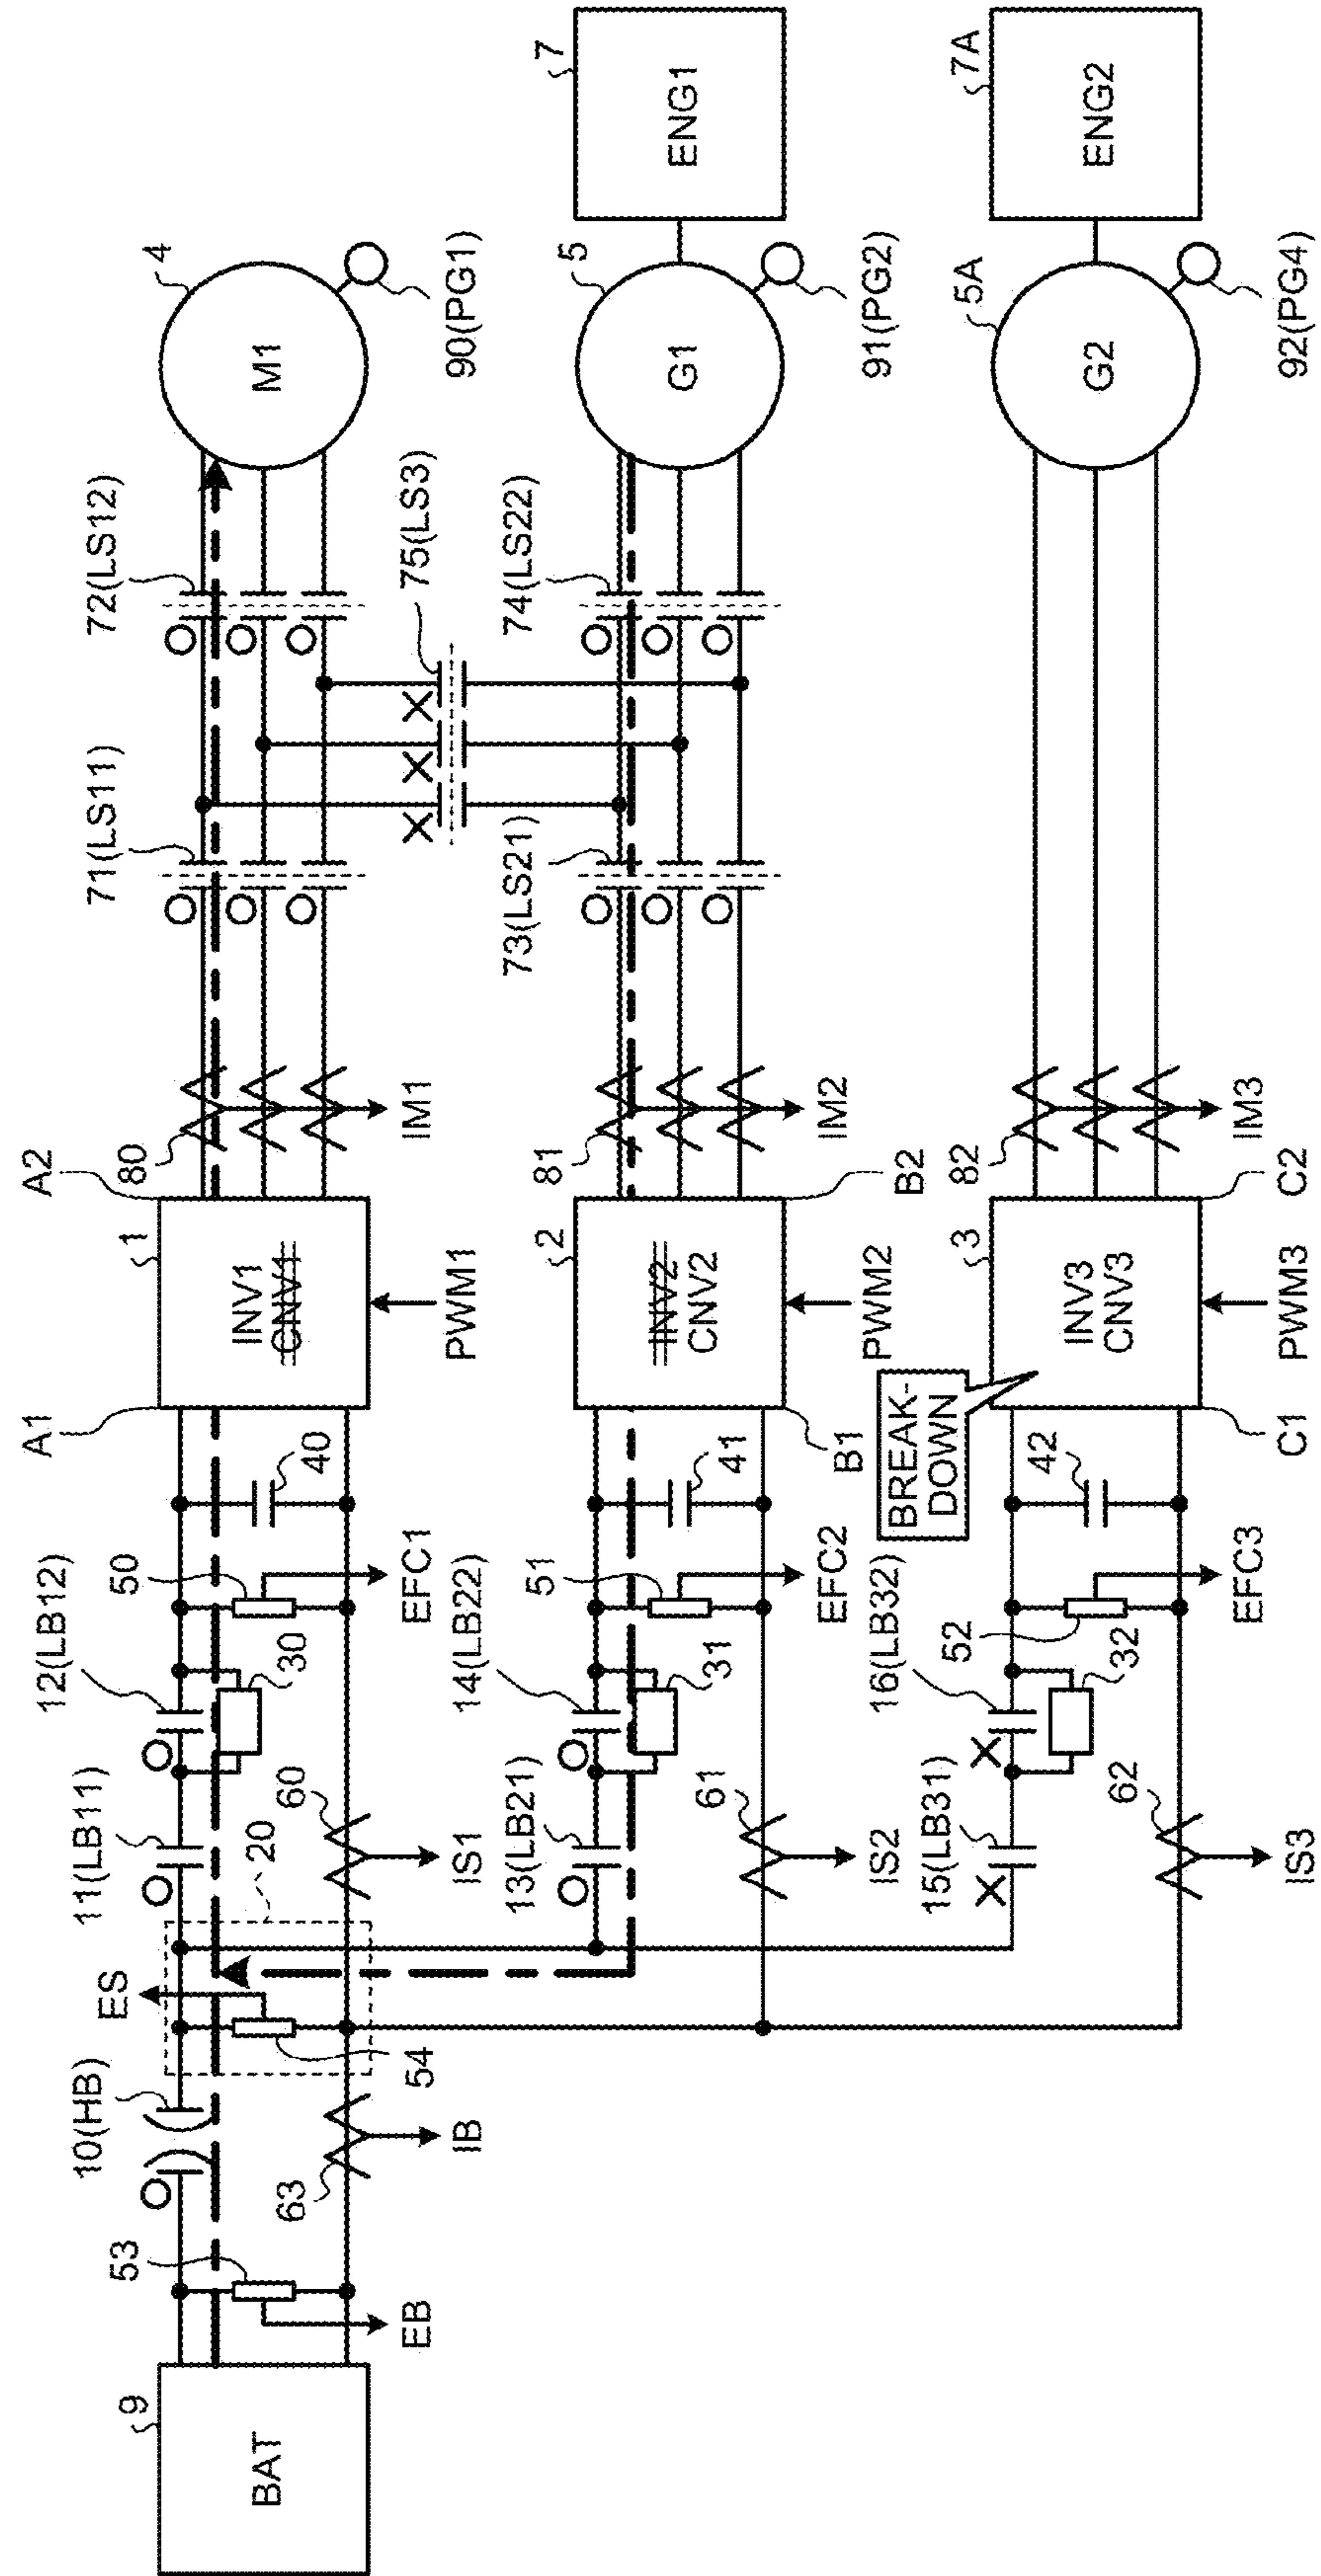 9
BAT
53
EB
10(HB)
63
IB
ES
54
20
11(LB11)
60
IS1
12(LB12)
30
50
EFC1
40
A1
1
INV1
CNV1
PWM1
A2
80
IM1
71(LS11)
72(LS12)
4
M1
90(PG1)
75(LS3)
13(LB21)
61
IS2
14(LB22)
31
51
EFC2
41
B1
2
INV2
CNV2
PWM2
B2
81
IM2
73(LS21)
74(LS22)
5
G1
91(PG2)
7
ENG1
15(LB31)
62
IS3
16(LB32)
32
52
EFC3
42
BREAK-
DOWN
C1
3
INV3
CNV3
PWM3
C2
82
IM3
5A
G2
92(PG4)
7A
ENG2